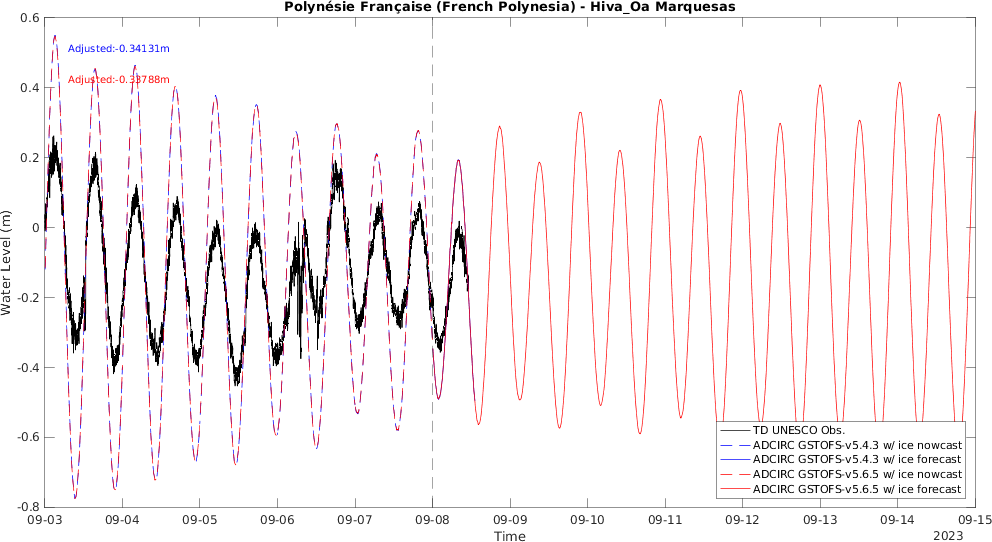 Polynésie Française (French Polynesia) - Hiva_Oa Marquesas
Adjusted:-0.34131m
Adjusted:-0.33788m
Water Level (m)
0.6
0.4
0.2
0
-0.2
-0.4
-0.6
-0.8
TD UNESCO Obs.
ADCIRC GSTOFS-v5.4.3 w/ ice nowcast
ADCIRC GSTOFS-v5.4.3 w/ ice forecast
ADCIRC GSTOFS-v5.6.5 w/ ice nowcast
ADCIRC GSTOFS-v5.6.5 w/ ice forecast
09-03 09-04 09-05 09-06 09-07 09-08 09-09 09-10 09-11 09-12 09-13 09-14 09-15
Time
2023